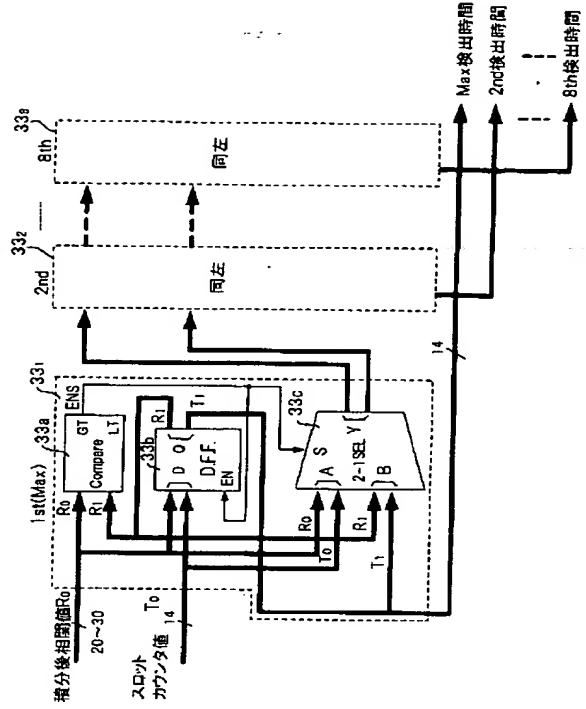 積分後相関値R₀
20～30
スロット
カウンタ値
T₀
14
1st(Max)
33₁
33a
R₀
R₁
Compare
GT
LT
ENS
33b
D
Q
D.F.F.
EN
R₁
T₁
33c
R₀
T₀
R₁
T₁
A
B
S
2-1SEL
Y
2nd
33₂
同左
8th
33₈
同左
14
Max検出時間
2nd検出時間
8th検出時間